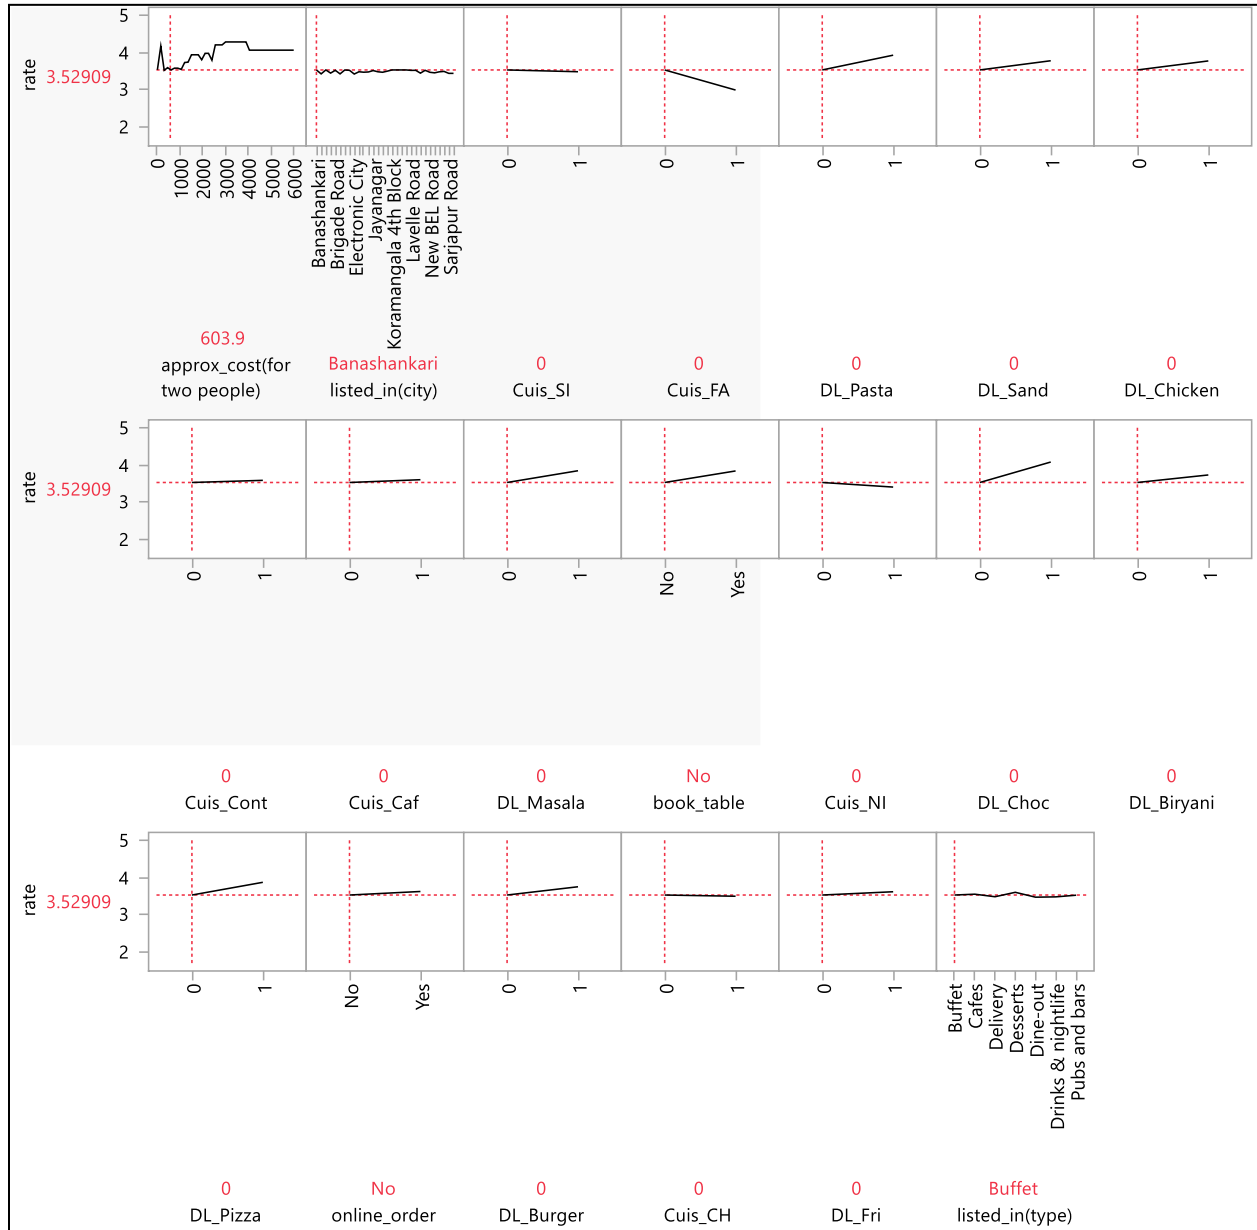 5
4
3
2
rate
3.52909
0
1000
2000
3000
4000
5000
6000
Banashankari
Brigade Road
Electronic City
Jayanagar
Koramangala 4th Block
Lavelle Road
New BEL Road
Sarjapur Road
0
1
0
1
0
1
0
1
0
1
603.9
approx_cost(for
two people)
Banashankari
listed_in(city)
0
Cuis_SI
0
Cuis_FA
0
DL_Pasta
0
DL_Sand
0
DL_Chicken
5
4
3
2
rate
3.52909
0
1
0
1
0
1
No
Yes
0
1
0
1
0
1
0
Cuis_Cont
0
Cuis_Caf
0
DL_Masala
No
book_table
0
Cuis_NI
0
DL_Choc
0
DL_Biryani
5
4
3
2
rate
3.52909
0
1
No
Yes
0
1
0
1
0
1
Buffet
Cafes
Delivery
Desserts
Dine-out
Drinks & nightlife
Pubs and bars
0
DL_Pizza
No
online_order
0
DL_Burger
0
Cuis_CH
0
DL_Fri
Buffet
listed_in(type)